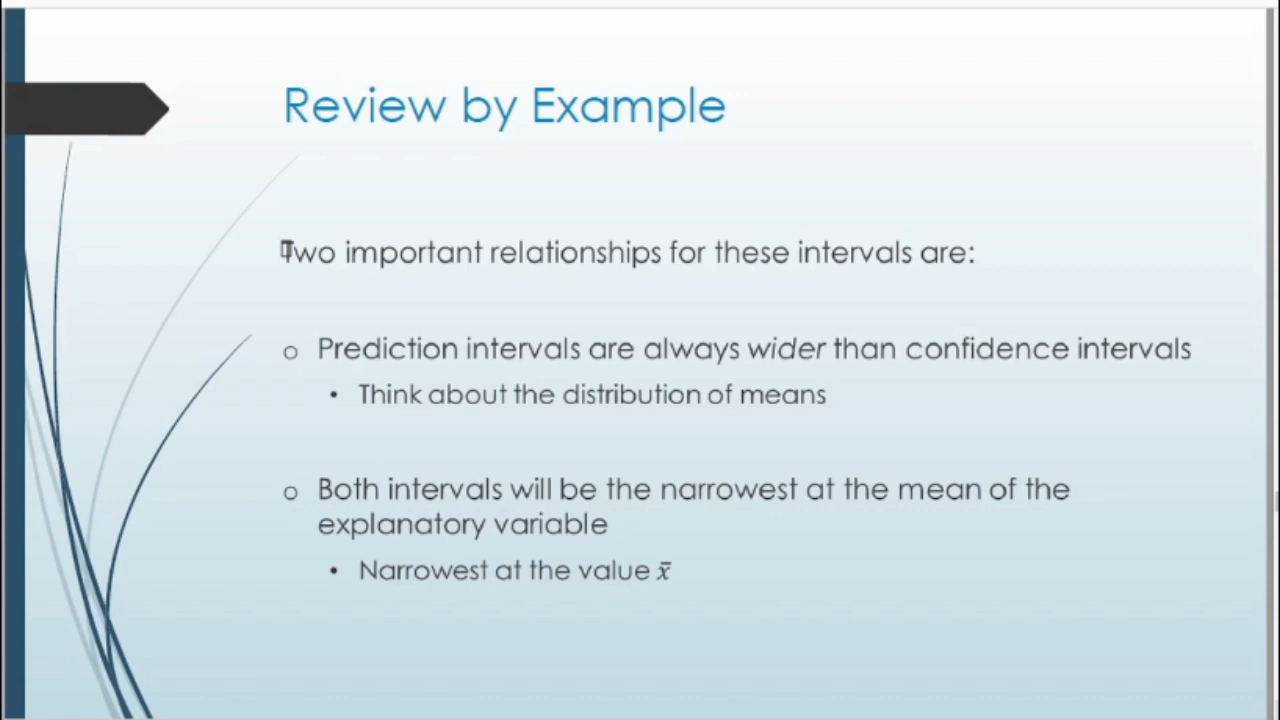 Review by Example
Two important relationships for these intervals are:
o Prediction intervals are always wider than confidence intervals
• Think about the distribution of means
o Both intervals will be the narrowest at the mean of the
explanatory variable
• Narrowest at the value x̄